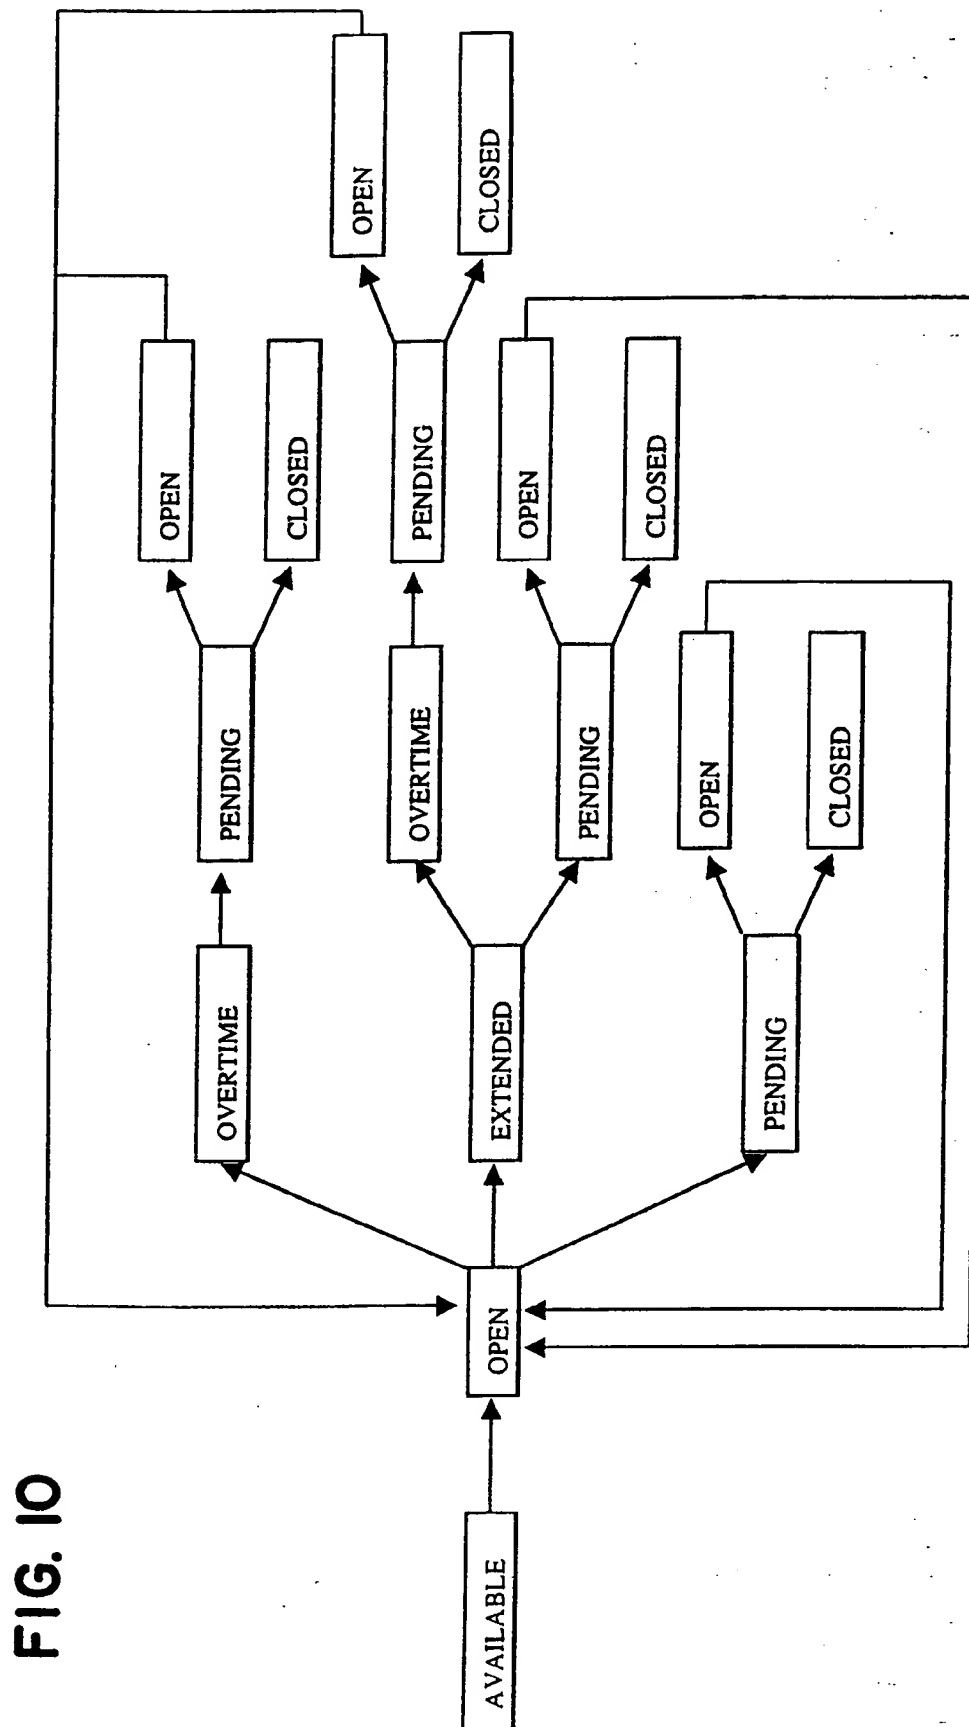 FIG. 10
AVAILABLE
OPEN
OVERTIME
EXTENDED
PENDING
PENDING
OVERTIME
PENDING
OPEN
CLOSED
OPEN
CLOSED
PENDING
OPEN
CLOSED
OPEN
CLOSED